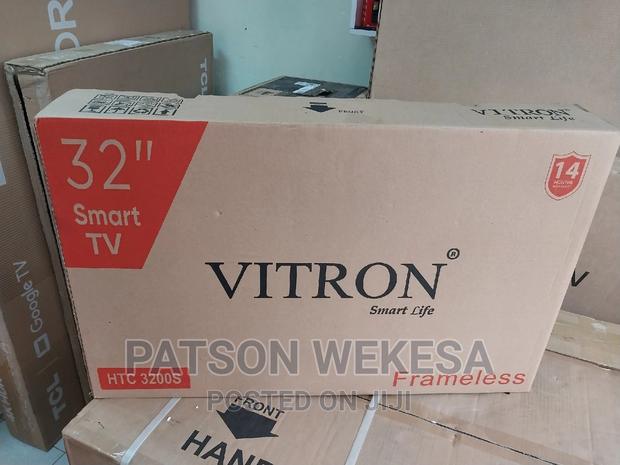 FRONT
VITRON
Smart Life
32"
Smart
TV
14
VITRON®
Smart Life
PATSON WEKESA
HTC 3200S
Frameless
POSTED ON JIJI
TCL
Google TV
FRONT
HAND